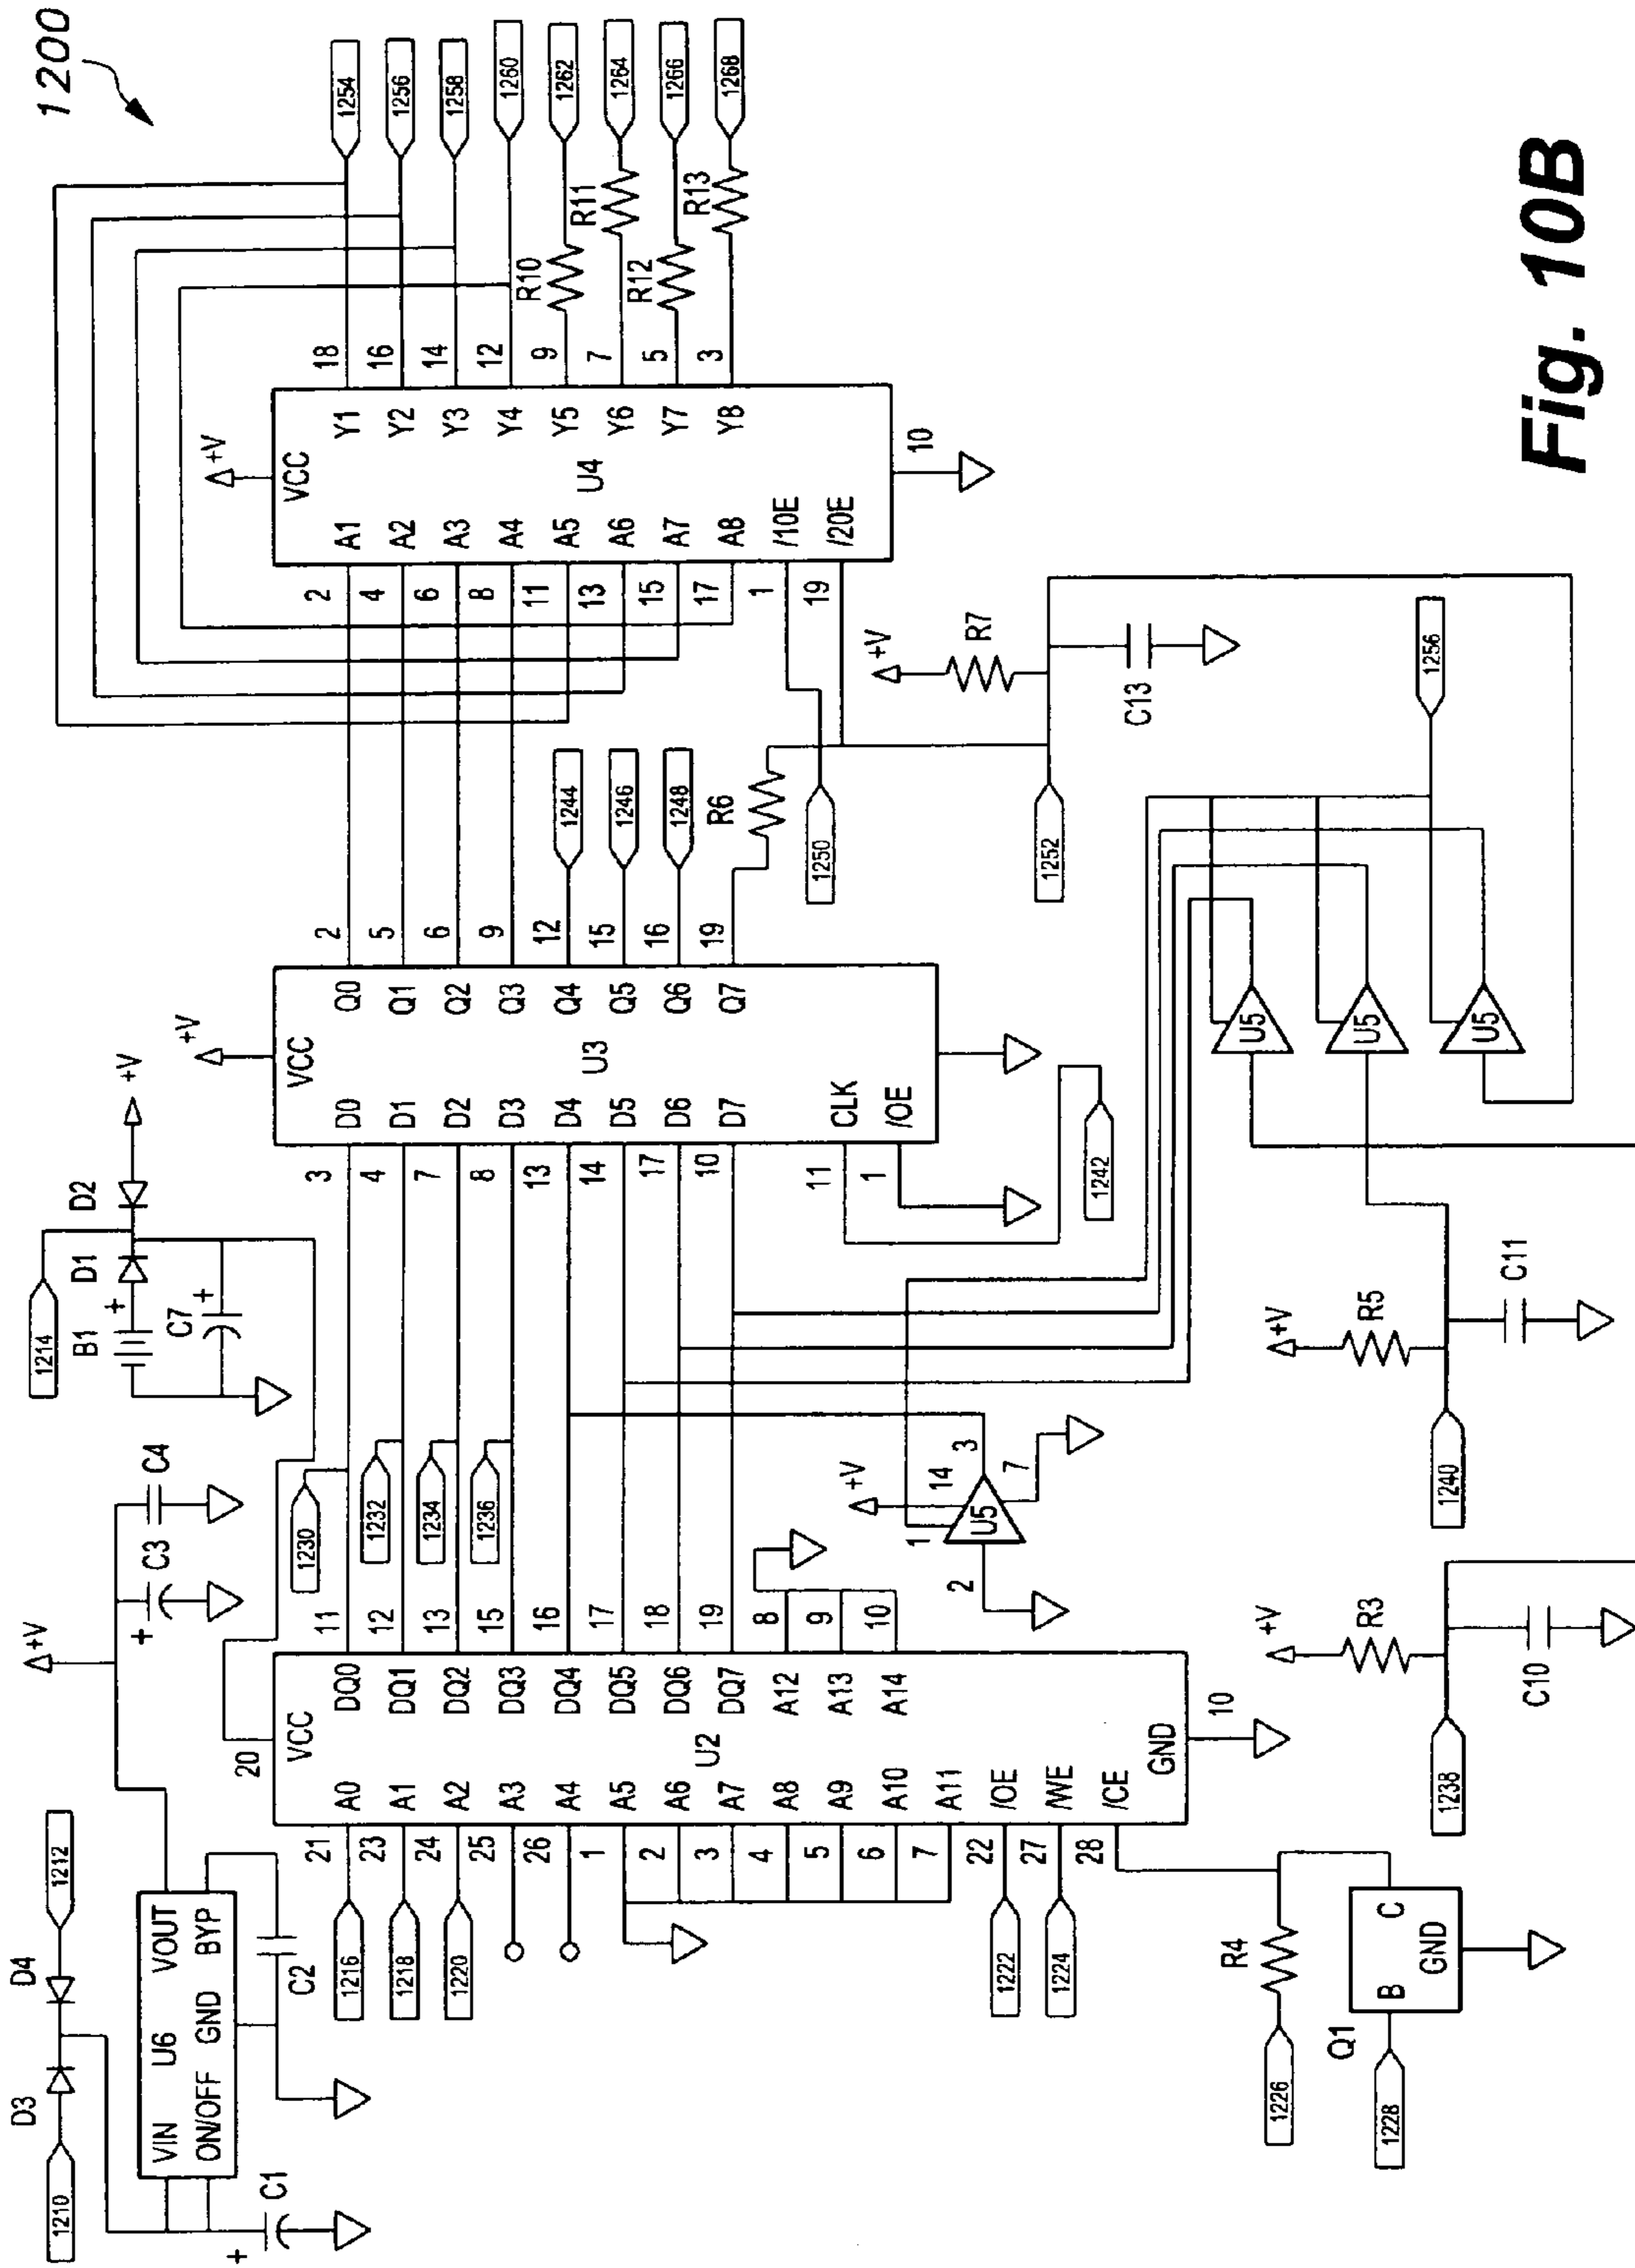 1200
Fig. 10B
1210
D3
D4
1212
VIN U6 VOUT
ON/OFF GND BYP
+
C1
C2
+V
+
C3
C4
1214
B1
+
D1
D2
+V
C7
+
20
VCC
U2
21 A0
23 A1
24 A2
25 A3
26 A4
1 A5
2 A6
3 A7
4 A8
5 A9
6 A10
7 A11
22 /OE
27 /WE
28 /CE
GND
10
DQ0 11
DQ1 12
DQ2 13
DQ3 15
DQ4 16
DQ5 17
DQ6 18
DQ7 19
A12 8
A13 9
A14 10
1216
1218
1220
1222
1224
1226
R4
1228
Q1
B C
GND
1230
1232
1234
1236
+V
VCC
U3
3 D0
4 D1
7 D2
8 D3
13 D4
14 D5
17 D6
10 D7
11 CLK
1 /OE
Q0 2
Q1 5
Q2 6
Q3 9
Q4 12
Q5 15
Q6 16
Q7 19
1242
1244
1246
1248
R6
1250
1252
+V
R7
C13
+V
VCC
U4
2 A1
4 A2
6 A3
8 A4
11 A5
13 A6
15 A7
17 A8
1 /1OE
19 /2OE
10
Y1 18
Y2 16
Y3 14
Y4 12
Y5 9
Y6 7
Y7 5
Y8 3
R10
R11
R12
R13
1254
1256
1258
1260
1262
1264
1266
1268
+V
1
14
U5
2
3
7
U5
U5
U5
1256
1238
+V
R3
C10
1240
+V
R5
C11